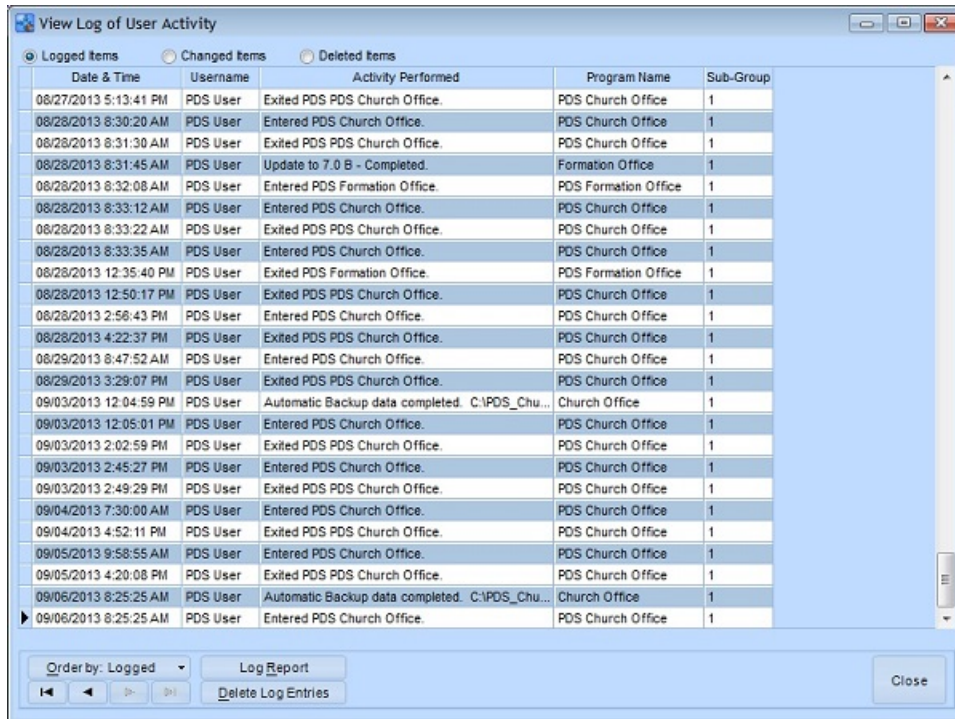 View Log of User Activity
Logged Items Changed Items Deleted Items
Date & Time Username Activity Performed Program Name Sub-Group
08/27/2013 5:13:41 PM PDS User Exited PDS PDS Church Office. PDS Church Office 1
08/28/2013 8:30:20 AM PDS User Entered PDS Church Office. PDS Church Office 1
08/28/2013 8:31:30 AM PDS User Exited PDS PDS Church Office. PDS Church Office 1
08/28/2013 8:31:45 AM PDS User Update to 7.0 B - Completed. Formation Office 1
08/28/2013 8:32:08 AM PDS User Entered PDS Formation Office. PDS Formation Office 1
08/28/2013 8:33:12 AM PDS User Entered PDS Church Office. PDS Church Office 1
08/28/2013 8:33:22 AM PDS User Exited PDS PDS Church Office. PDS Church Office 1
08/28/2013 8:33:35 AM PDS User Entered PDS Church Office. PDS Church Office 1
08/28/2013 12:35:40 PM PDS User Exited PDS Formation Office. PDS Formation Office 1
08/28/2013 12:50:17 PM PDS User Exited PDS PDS Church Office. PDS Church Office 1
08/28/2013 2:56:43 PM PDS User Entered PDS Church Office. PDS Church Office 1
08/28/2013 4:22:37 PM PDS User Exited PDS PDS Church Office. PDS Church Office 1
08/29/2013 8:47:52 AM PDS User Entered PDS Church Office. PDS Church Office 1
08/29/2013 3:29:07 PM PDS User Exited PDS PDS Church Office. PDS Church Office 1
09/03/2013 12:04:59 PM PDS User Automatic Backup data completed. C:\PDS_Chu... Church Office 1
09/03/2013 12:05:01 PM PDS User Entered PDS Church Office. PDS Church Office 1
09/03/2013 2:02:59 PM PDS User Exited PDS PDS Church Office. PDS Church Office 1
09/03/2013 2:45:27 PM PDS User Entered PDS Church Office. PDS Church Office 1
09/03/2013 2:49:29 PM PDS User Exited PDS PDS Church Office. PDS Church Office 1
09/04/2013 7:30:00 AM PDS User Entered PDS Church Office. PDS Church Office 1
09/04/2013 4:52:11 PM PDS User Exited PDS PDS Church Office. PDS Church Office 1
09/05/2013 9:58:55 AM PDS User Entered PDS Church Office. PDS Church Office 1
09/05/2013 4:20:08 PM PDS User Exited PDS PDS Church Office. PDS Church Office 1
09/06/2013 8:25:25 AM PDS User Automatic Backup data completed. C:\PDS_Chu... Church Office 1
09/06/2013 8:25:25 AM PDS User Entered PDS Church Office. PDS Church Office 1
Order by: Logged Log Report
Delete Log Entries
Close